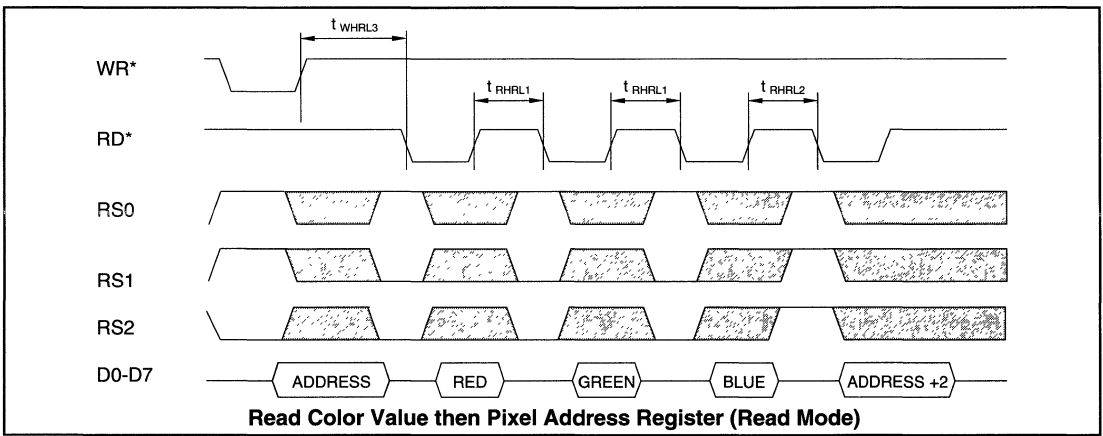 t WHRL3
WR*
t RHRL1 t RHRL1 t RHRL2
RD*
RS0
RS1
RS2
D0-D7 ADDRESS RED GREEN BLUE ADDRESS +2
Read Color Value then Pixel Address Register (Read Mode)